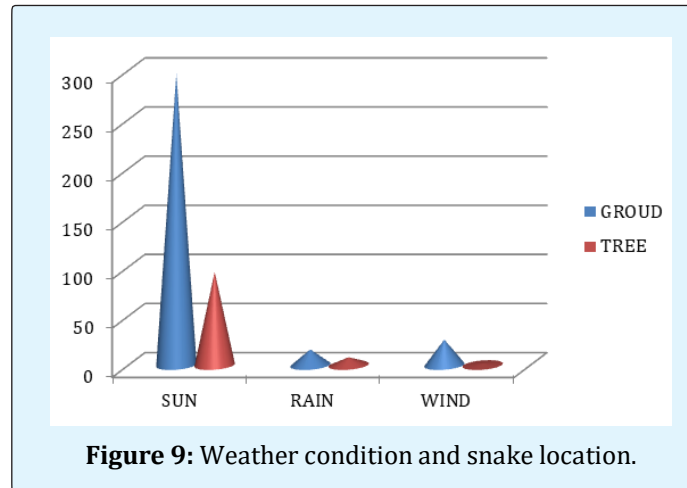 300
250
200
150
100
50
0
SUN
RAIN
WIND
GROUD
TREE
Figure 9: Weather condition and snake location.